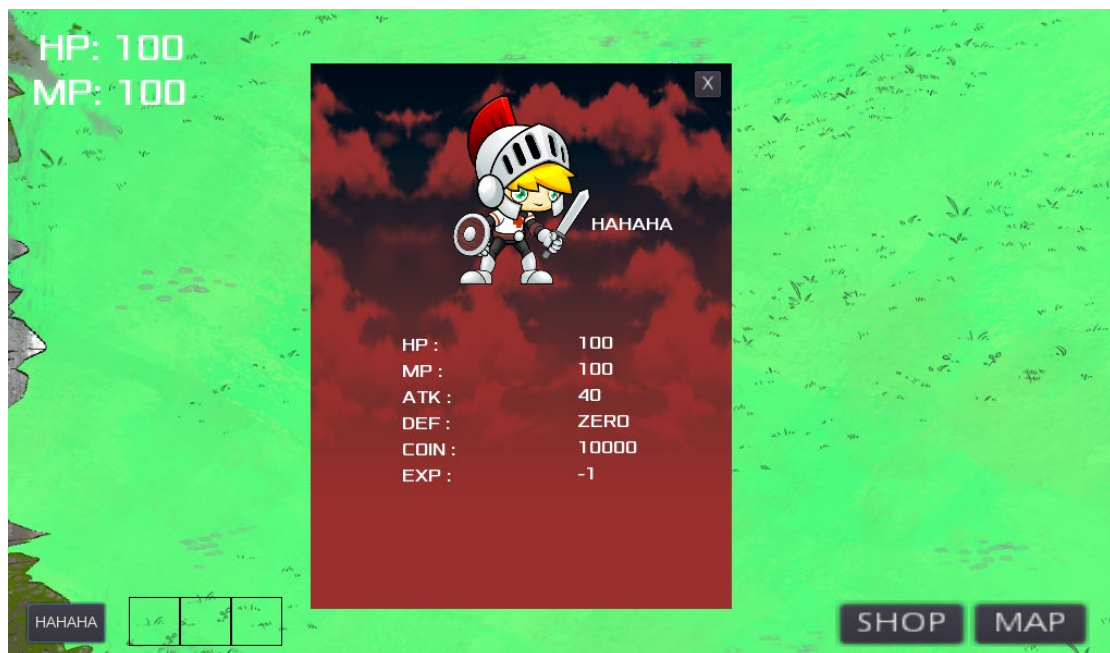 HP: 100
MP: 100
X
HAHAHA
HP : 100
MP : 100
ATK : 40
DEF : ZERO
COIN : 10000
EXP : -1
HAHAHA
SHOP
MAP